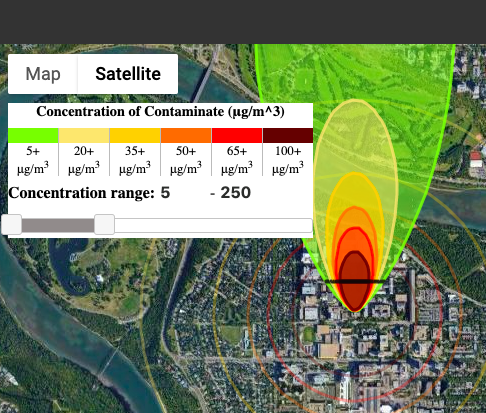 Map Satellite
Concentration of Contaminate (μg/m^3)
5+ 20+ 35+ 50+ 65+ 100+
μg/m³ μg/m³ μg/m³ μg/m³ μg/m³ μg/m³
Concentration range: 5 - 250